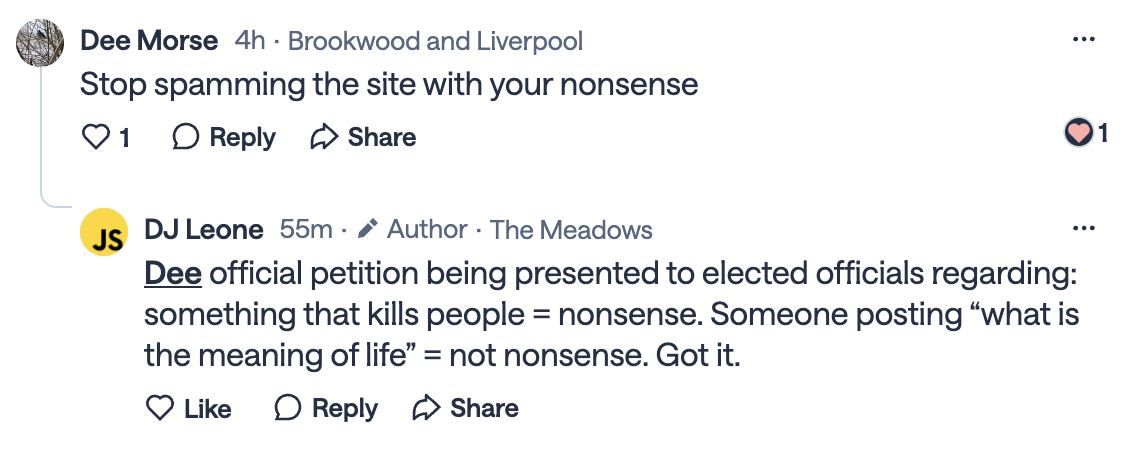 Dee Morse 4h · Brookwood and Liverpool
Stop spamming the site with your nonsense
1 Reply Share 1
JS
DJ Leone 55m · Author · The Meadows
Dee official petition being presented to elected officials regarding:
something that kills people = nonsense. Someone posting “what is
the meaning of life” = not nonsense. Got it.
Like Reply Share